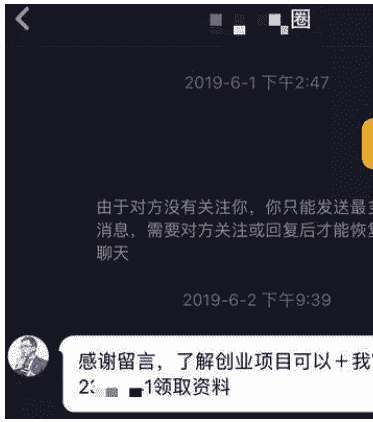 圈
2019-6-1 下午2:47
由于对方没有关注你，你只能发送最
消息，需要对方关注或回复后才能恢
聊天
2019-6-2 下午9:39
感谢留言，了解创业项目可以＋我
2 1领取资料